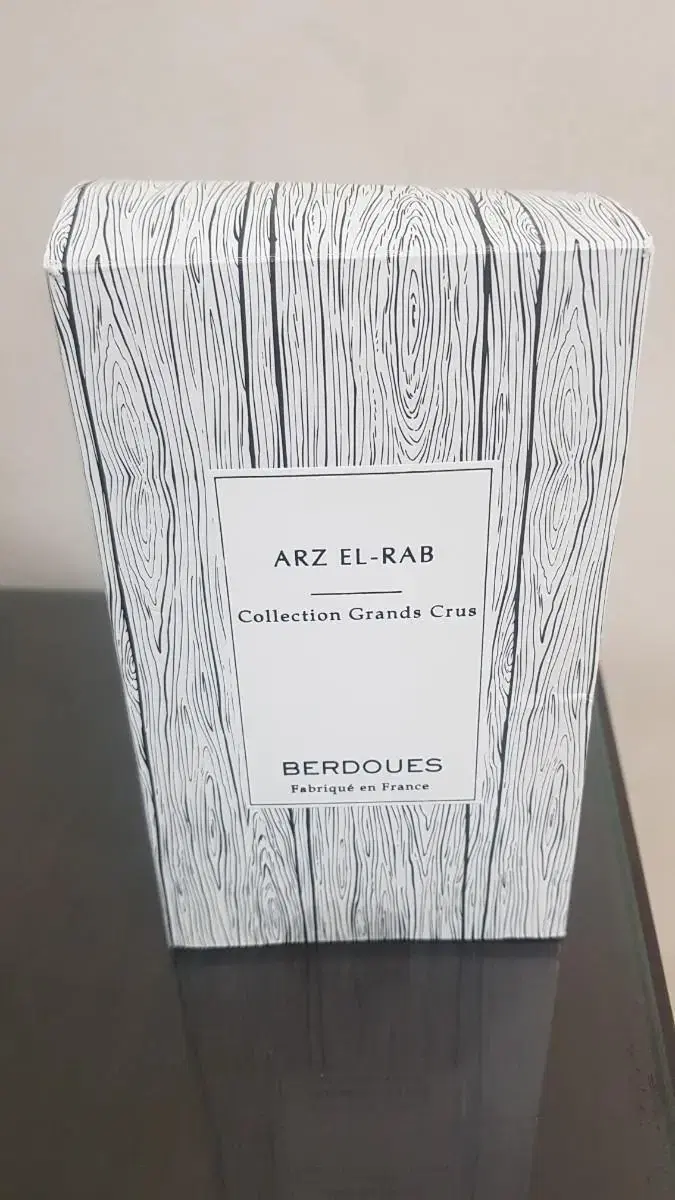 ARZ EL-RAB
Collection Grands Crus
BERDOUES
Fabriqué en France